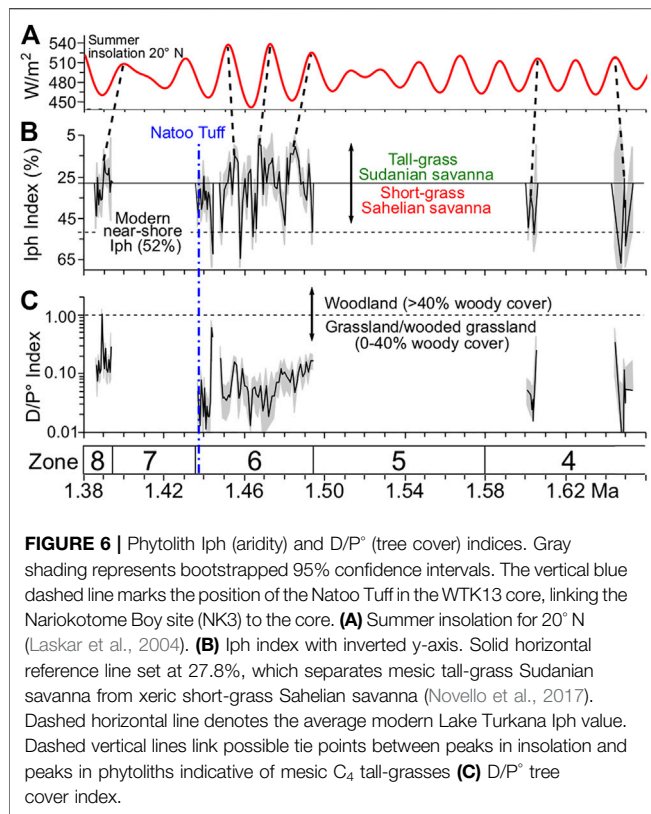 A
Summer
insolation 20° N
540
510
480
450
W/m²
Natoo Tuff
B
5
25
45
65
Iph Index (%)
Tall-grass
Sudanian savanna
Short-grass
Sahelian savanna
Modern
near-shore
Iph (52%)
C
Woodland (>40% woody cover)
Grassland/wooded grassland
(0-40% woody cover)
1.00
0.10
0.01
D/P° Index
Zone 8 7 6 5 4
1.38 1.42 1.46 1.50 1.54 1.58 1.62 Ma
FIGURE 6 | Phytolith Iph (aridity) and D/P° (tree cover) indices. Gray
shading represents bootstrapped 95% confidence intervals. The vertical blue
dashed line marks the position of the Natoo Tuff in the WTK13 core, linking the
Nariokotome Boy site (NK3) to the core. (A) Summer insolation for 20° N
(Laskar et al., 2004). (B) Iph index with inverted y-axis. Solid horizontal
reference line set at 27.8%, which separates mesic tall-grass Sudanian
savanna from xeric short-grass Sahelian savanna (Novello et al., 2017).
Dashed horizontal line denotes the average modern Lake Turkana Iph value.
Dashed vertical lines link possible tie points between peaks in insolation and
peaks in phytoliths indicative of mesic C₄ tall-grasses (C) D/P° tree
cover index.